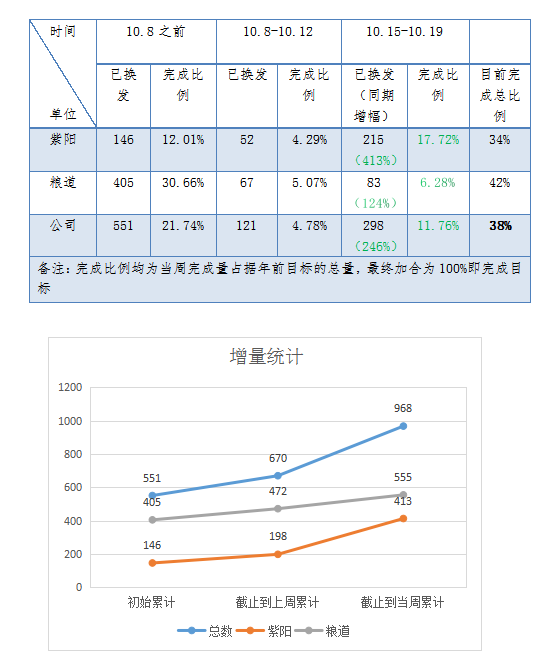 时间 10.8之前 10.8-10.12 10.15-10.19
单位 已换发 完成比例 已换发 完成比例 已换发（同期增幅） 完成比例 目前完成总比例
紫阳 146 12.01% 52 4.29% 215（413%） 17.72% 34%
粮道 405 30.66% 67 5.07% 83（124%） 6.28% 42%
公司 551 21.74% 121 4.78% 298（246%） 11.76% 38%
备注：完成比例均为当周完成量占据年前目标的总量，最终加合为100%即完成目
标
增量统计
1200
1000
800
600
400
200
0
551
670
968
405
472
555
146
198
413
初始累计 截止到上周累计 截止到当周累计
总数 紫阳 粮道